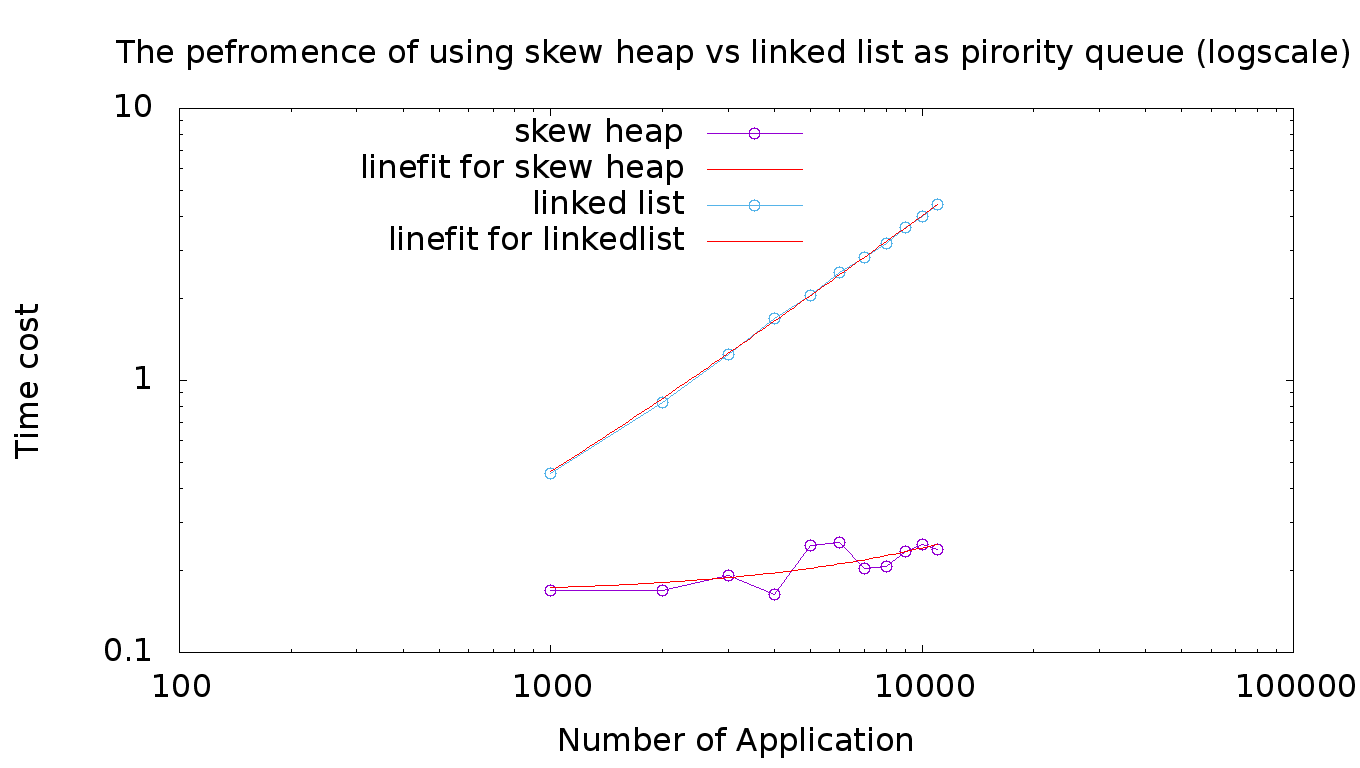 The pefromence of using skew heap vs linked list as pirority queue (logscale)
10
skew heap
linefit for skew heap
linked list
linefit for linkedlist
Time cost
1
0.1
100 1000 10000 100000
Number of Application